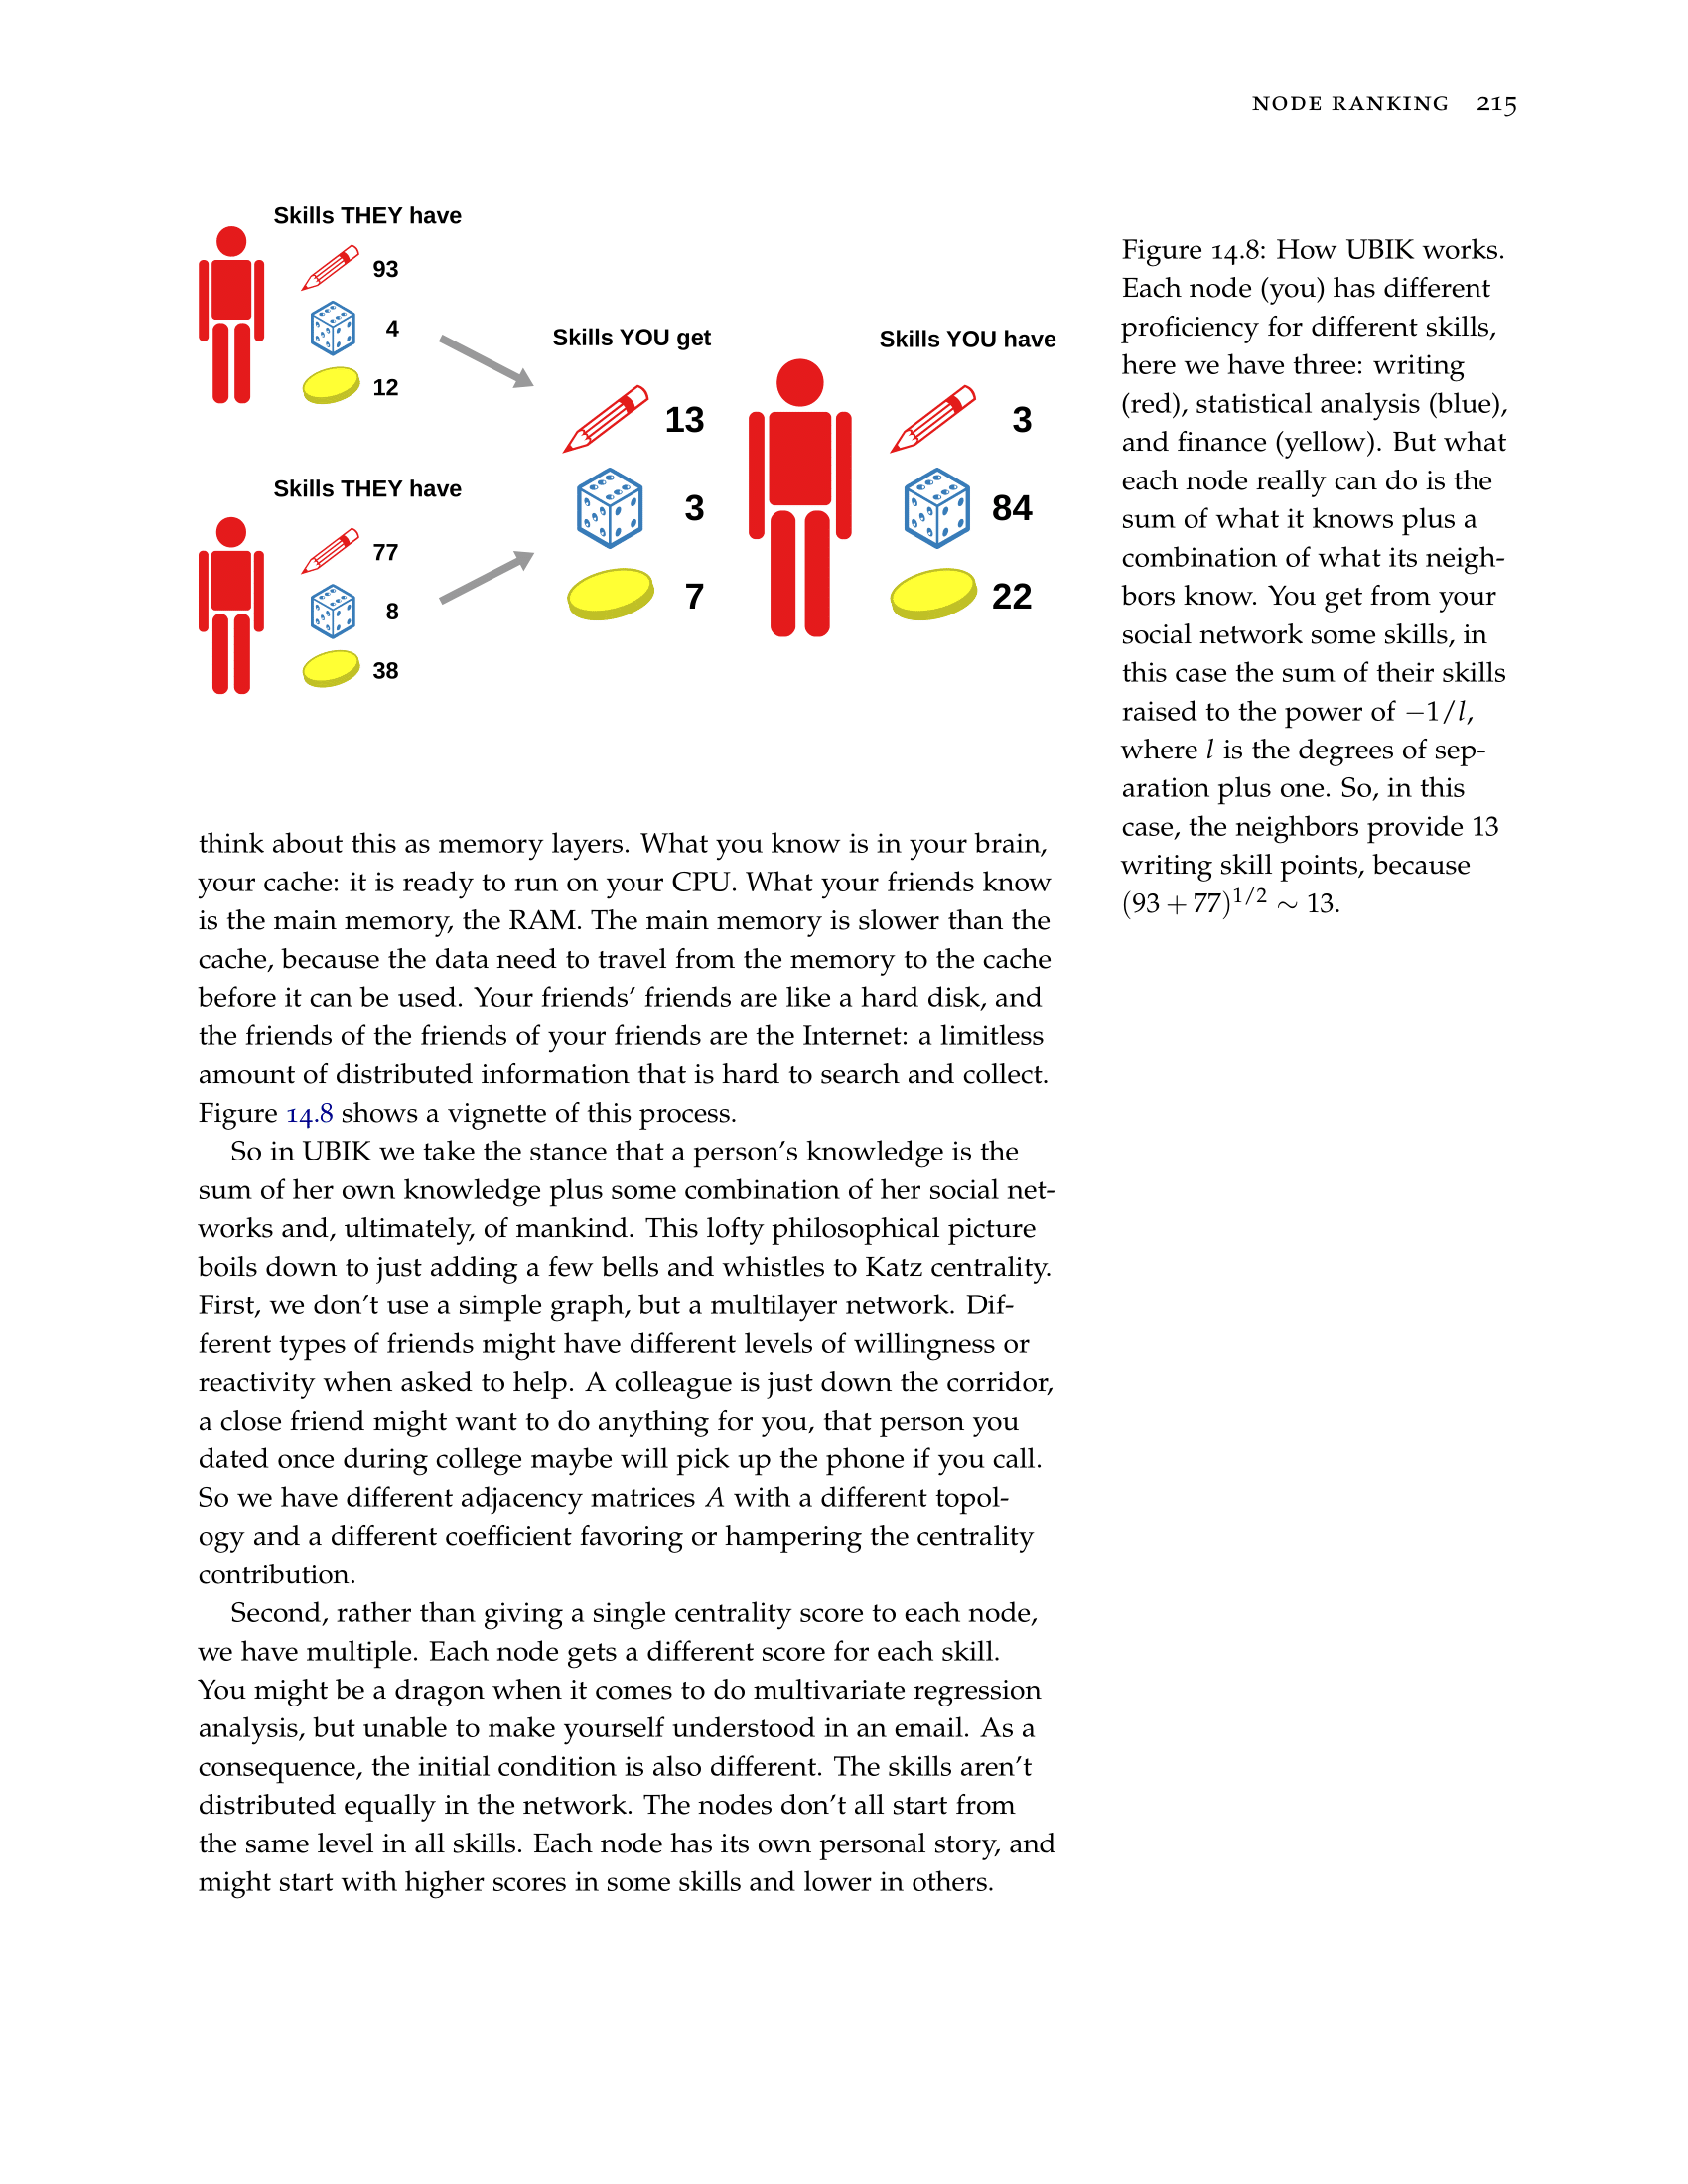 NODE RANKING 215
Skills THEY have
93
4
12
Skills THEY have
77
8
38
Skills YOU get
13
3
7
Skills YOU have
3
84
22
Figure 14.8: How UBIK works.
Each node (you) has different
proficiency for different skills,
here we have three: writing
(red), statistical analysis (blue),
and finance (yellow). But what
each node really can do is the
sum of what it knows plus a
combination of what its neigh-
bors know. You get from your
social network some skills, in
this case the sum of their skills
raised to the power of −1/l,
where l is the degrees of sep-
aration plus one. So, in this
case, the neighbors provide 13
writing skill points, because
(93 + 77)^{1/2} ∼ 13.
think about this as memory layers. What you know is in your brain,
your cache: it is ready to run on your CPU. What your friends know
is the main memory, the RAM. The main memory is slower than the
cache, because the data need to travel from the memory to the cache
before it can be used. Your friends’ friends are like a hard disk, and
the friends of the friends of your friends are the Internet: a limitless
amount of distributed information that is hard to search and collect.
Figure 14.8 shows a vignette of this process.
So in UBIK we take the stance that a person’s knowledge is the
sum of her own knowledge plus some combination of her social net-
works and, ultimately, of mankind. This lofty philosophical picture
boils down to just adding a few bells and whistles to Katz centrality.
First, we don’t use a simple graph, but a multilayer network. Dif-
ferent types of friends might have different levels of willingness or
reactivity when asked to help. A colleague is just down the corridor,
a close friend might want to do anything for you, that person you
dated once during college maybe will pick up the phone if you call.
So we have different adjacency matrices A with a different topol-
ogy and a different coefficient favoring or hampering the centrality
contribution.
Second, rather than giving a single centrality score to each node,
we have multiple. Each node gets a different score for each skill.
You might be a dragon when it comes to do multivariate regression
analysis, but unable to make yourself understood in an email. As a
consequence, the initial condition is also different. The skills aren’t
distributed equally in the network. The nodes don’t all start from
the same level in all skills. Each node has its own personal story, and
might start with higher scores in some skills and lower in others.